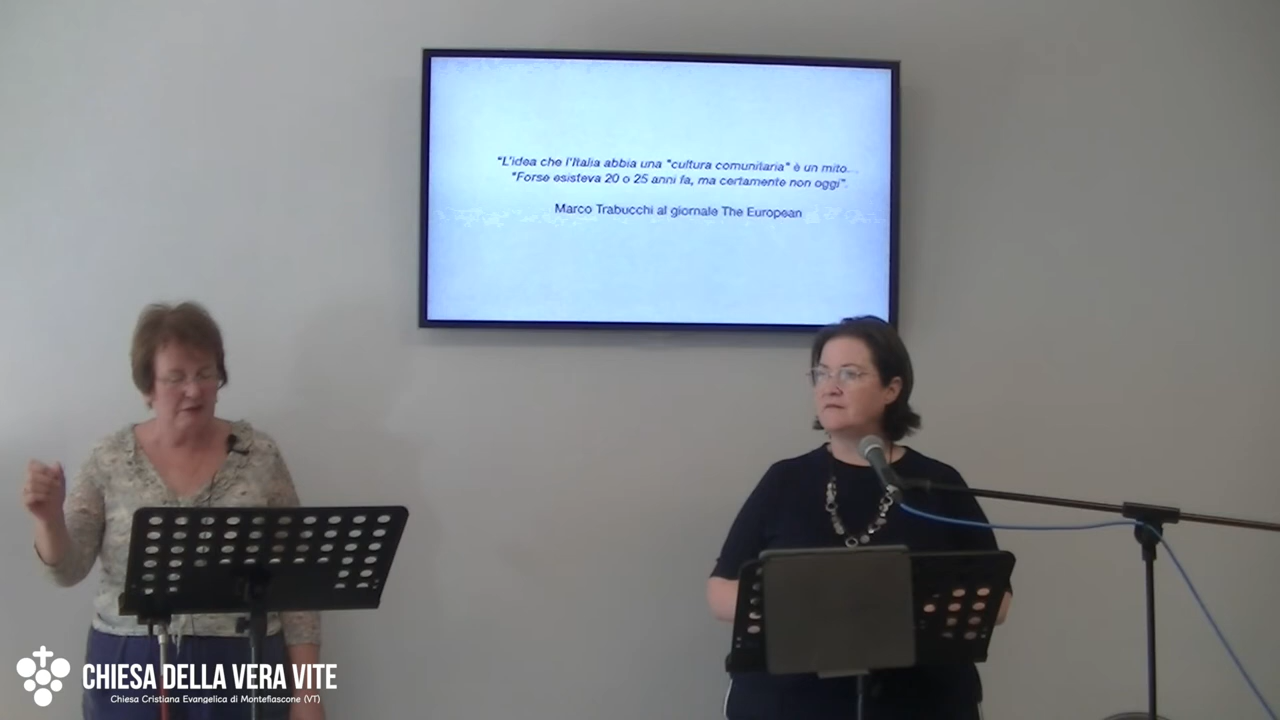 "L'idea che l'Italia abbia una "cultura comunitaria" è un mito...
"Forse esisteva 20 o 25 anni fa, ma certamente non oggi".
Marco Trabucchi al giornale The European
CHIESA DELLA VERA VITE
Chiesa Cristiana Evangelica di Montefiascone (VT)